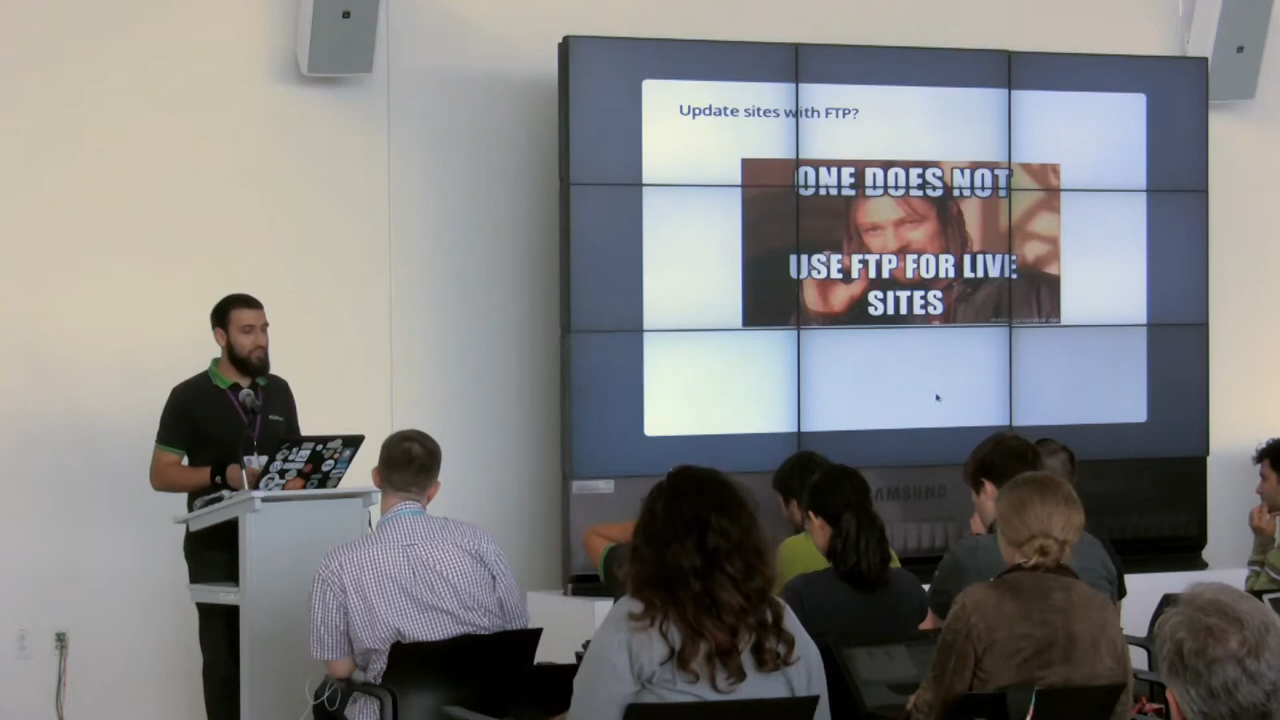 Update sites with FTP?
ONE DOES NOT
USE FTP FOR LIVE
SITES
SAMSUNG